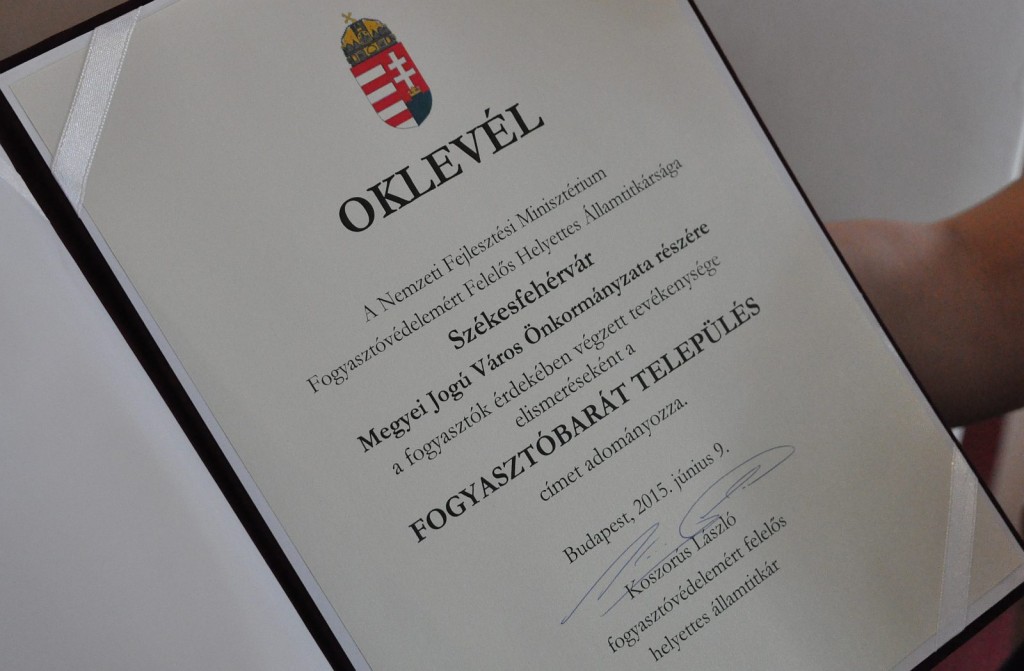 OKLEVÉL
A Nemzeti Fejlesztési Minisztérium
Fogyasztóvédelemért Felelős Helyettes Államtitkársága
Székesfehérvár
Megyei Jogú Város Önkormányzata részére
a fogyasztók érdekében végzett tevékenysége
elismeréseként a
FOGYASZTÓBARÁT TELEPÜLÉS
címet adományozza.
Budapest, 2015. június 9.
Koszorús László
fogyasztóvédelemért felelős
helyettes államtitkár